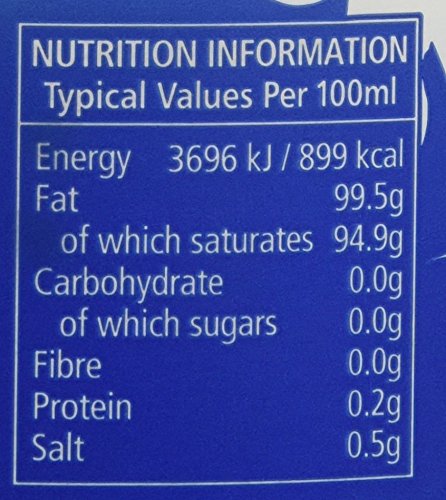 NUTRITION INFORMATION
Typical Values Per 100ml
Energy 3696 kJ / 899 kcal
Fat 99.5g
of which saturates 94.9g
Carbohydrate 0.0g
of which sugars 0.0g
Fibre 0.0g
Protein 0.2g
Salt 0.5g